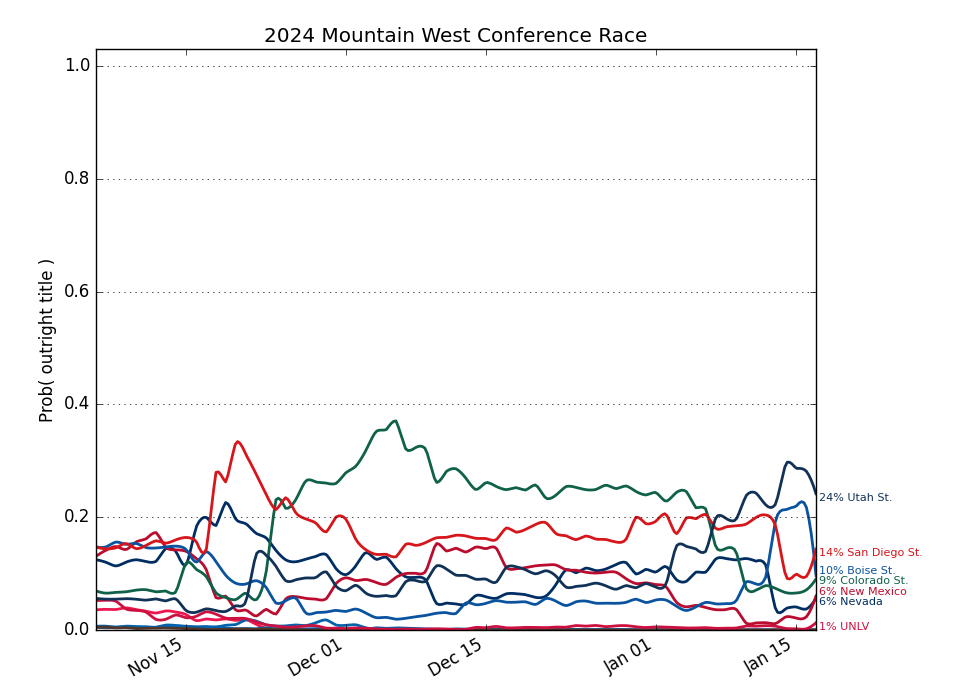 2024 Mountain West Conference Race
Prob( outright title )
1.0
0.8
0.6
0.4
0.2
0.0
24% Utah St.
14% San Diego St.
10% Boise St.
9% Colorado St.
6% New Mexico
6% Nevada
1% UNLV
Nov 15
Dec 01
Dec 15
Jan 01
Jan 15